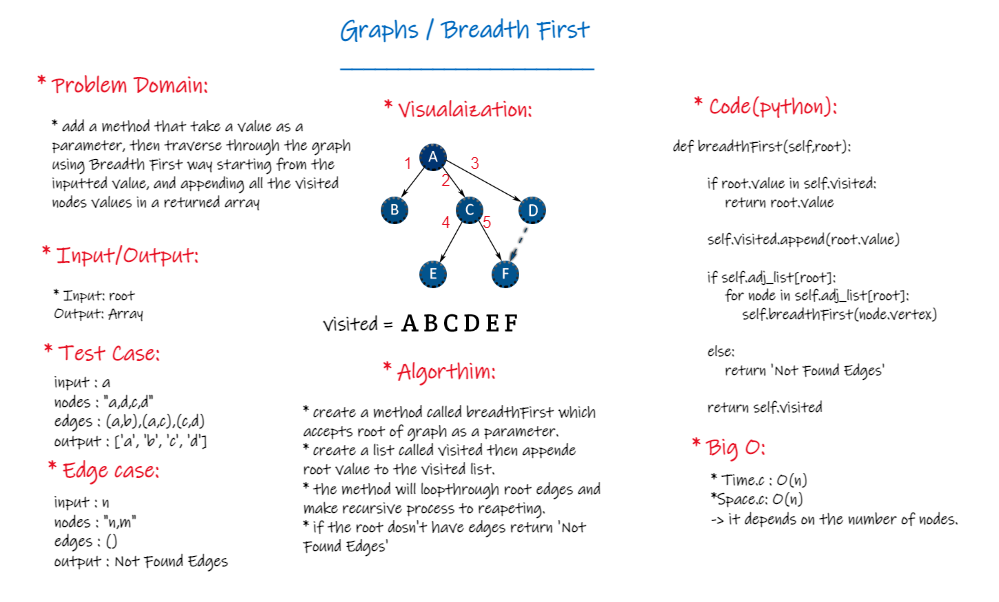 Graphs / Breadth First
* Problem Domain:
* add a method that take a value as a
parameter, then traverse through the graph
using Breadth First way starting from the
inputted value, and appending all the visited
nodes values in a returned array
* Input/Output:
* Input: root
Output: Array
* Test Case:
input : a
nodes : "a,d,c,d"
edges : (a,b),(a,c),(c,d)
output : ['a', 'b', 'c', 'd']
* Edge case:
input : n
nodes : "n,m"
edges : ()
output : Not Found Edges
* Visualaization:
A
1
3
2
B
C
D
4
5
E
F
visited = A B C D E F
* Algorthim:
* create a method called breadthFirst which
accepts root of graph as a parameter.
* create a list called visited then appende
root value to the visited list.
* the method will loopthrough root edges and
make recursive process to reapeting.
* if the root dosn't have edges return 'Not
Found Edges'
* Code(python):
def breadthFirst(self,root):
if root.value in self.visited:
return root.value
self.visited.append(root.value)
if self.adj_list[root]:
for node in self.adj_list[root]:
self.breadthFirst(node.vertex)
else:
return 'Not Found Edges'
return self.visited
* Big O:
* Time.c : O(n)
*Space.c: O(n)
-> it depends on the number of nodes.